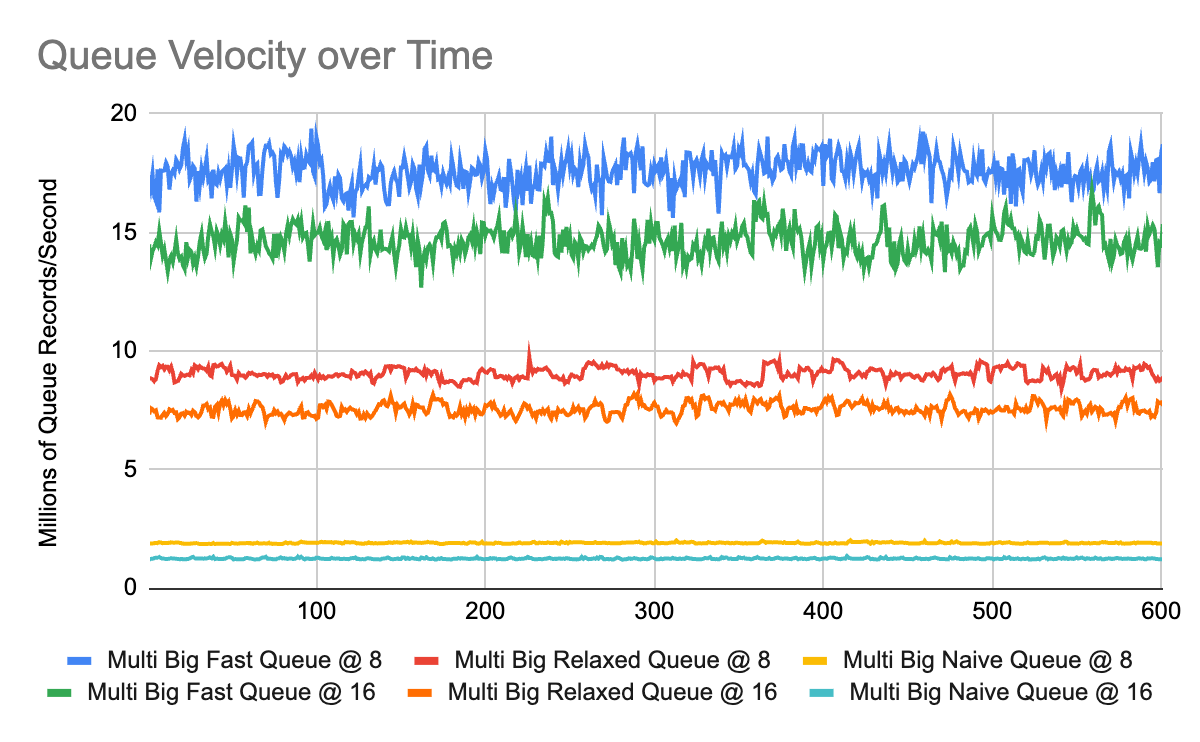 Queue Velocity over Time
Millions of Queue Records/Second
20
15
10
5
0
100 200 300 400 500 600
Multi Big Fast Queue @ 8 Multi Big Relaxed Queue @ 8 Multi Big Naive Queue @ 8
Multi Big Fast Queue @ 16 Multi Big Relaxed Queue @ 16 Multi Big Naive Queue @ 16